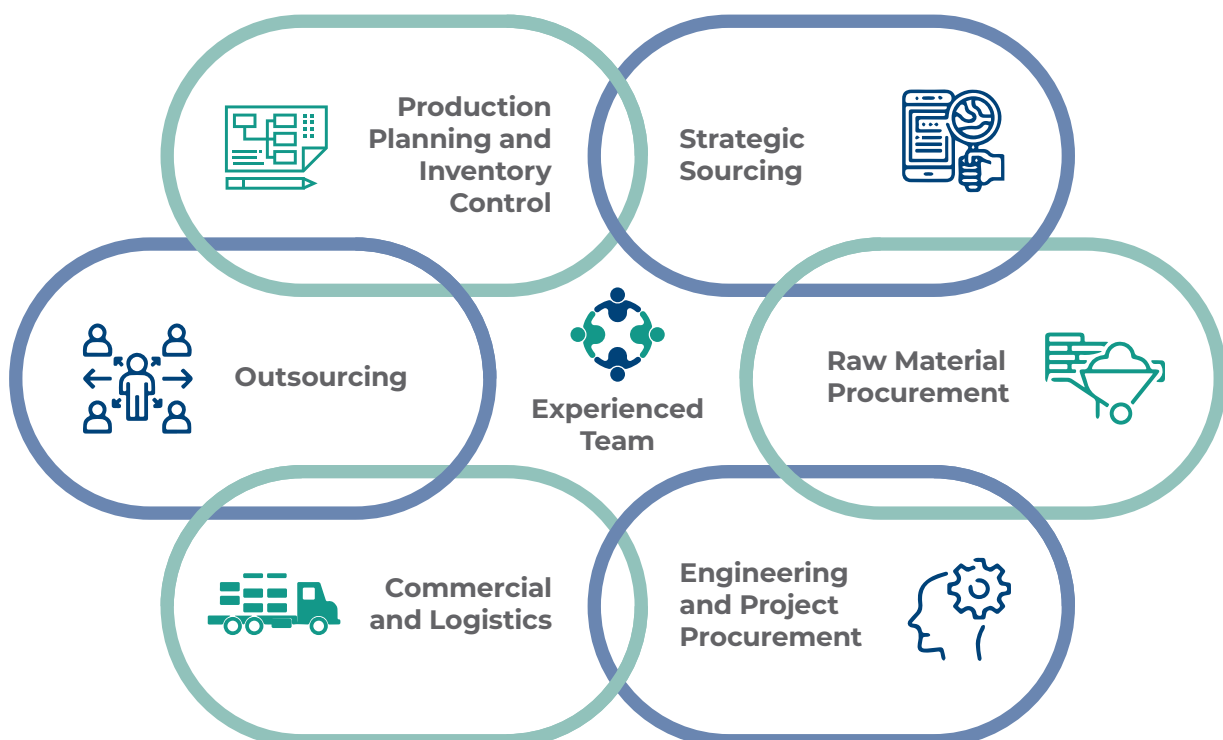 Production
Planning and
Inventory
Control
Strategic
Sourcing
Outsourcing
Experienced
Team
Raw Material
Procurement
Commercial
and Logistics
Engineering
and Project
Procurement